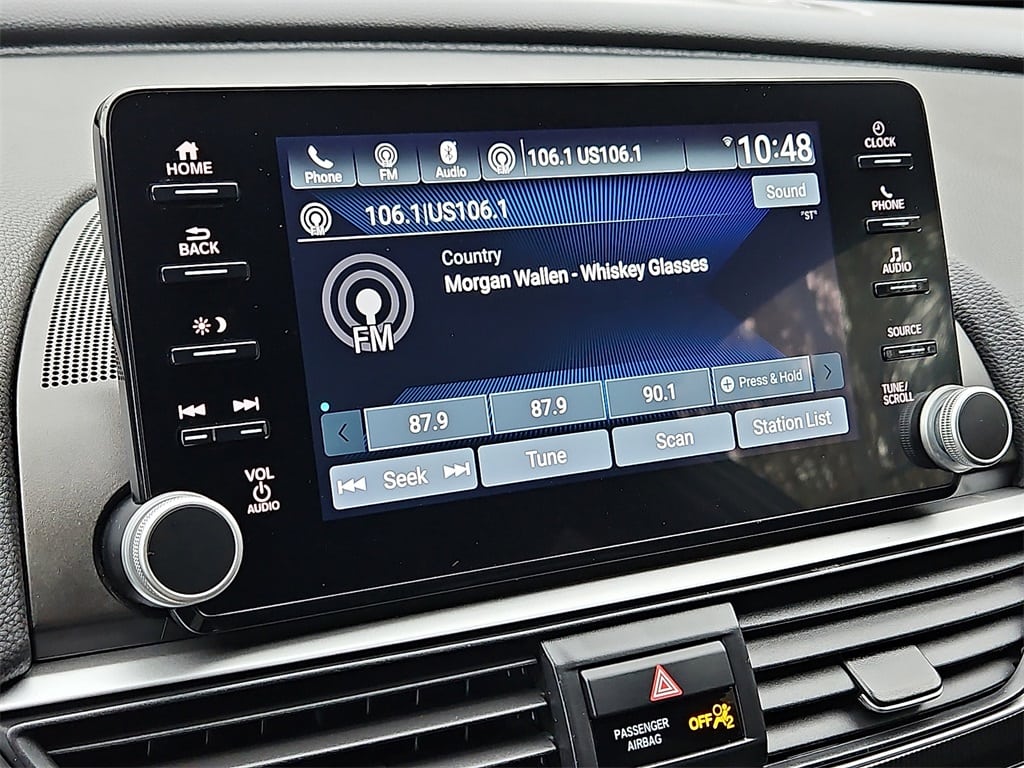 HOME
BACK
VOL
AUDIO
Phone
FM
Audio
106.1 US106.1
10:48
Sound
FM
106.1|US106.1
"ST"
Country
Morgan Wallen - Whiskey Glasses
FM
87.9
87.9
90.1
Press & Hold
Seek
Tune
Scan
Station List
CLOCK
PHONE
AUDIO
SOURCE
TUNE/
SCROLL
PASSENGER
AIRBAG
OFF
2